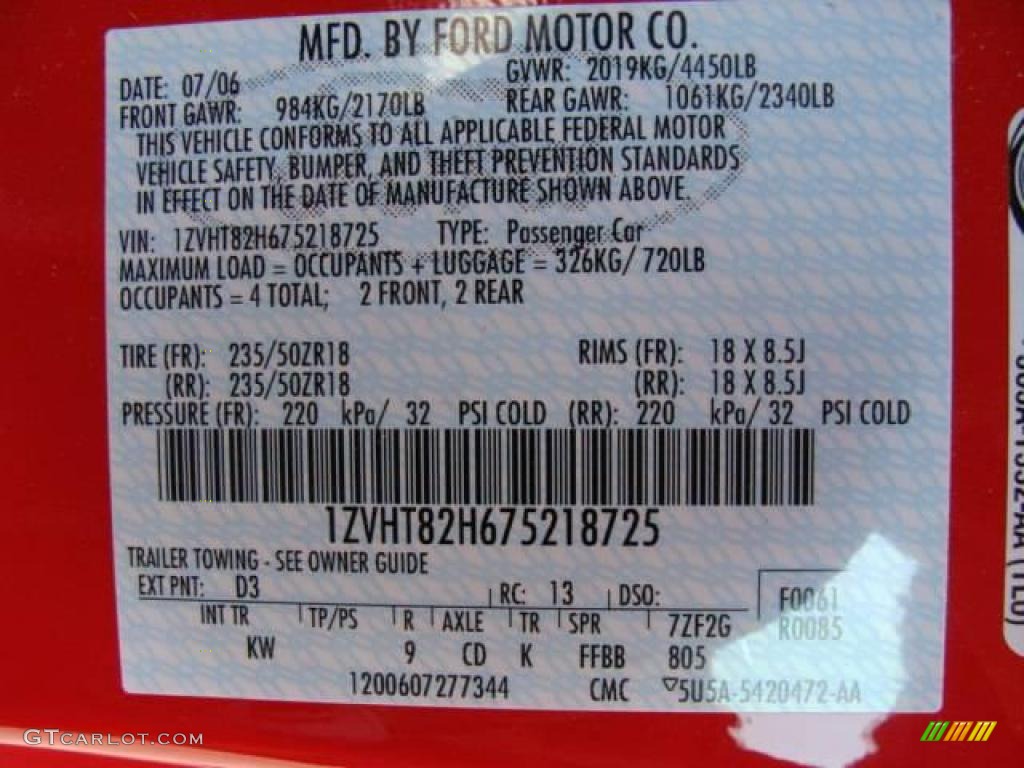 MFD. BY FORD MOTOR CO.
DATE: 07/06 GVWR: 2019KG/4450LB
FRONT GAWR: 984KG/2170LB REAR GAWR: 1061KG/2340LB
THIS VEHICLE CONFORMS TO ALL APPLICABLE FEDERAL MOTOR
VEHICLE SAFETY, BUMPER, AND THEFT PREVENTION STANDARDS
IN EFFECT ON THE DATE OF MANUFACTURE SHOWN ABOVE.
VIN: 1ZVHT82H675218725 TYPE: Passenger Car
MAXIMUM LOAD = OCCUPANTS + LUGGAGE = 326KG/ 720LB
OCCUPANTS = 4 TOTAL; 2 FRONT, 2 REAR
TIRE (FR): 235/50ZR18 RIMS (FR): 18 X 8.5J
(RR): 235/50ZR18 (RR): 18 X 8.5J
PRESSURE (FR): 220 kPa/ 32 PSI COLD (RR): 220 kPa/ 32 PSI COLD
1ZVHT82H675218725
TRAILER TOWING - SEE OWNER GUIDE
EXT PNT: D3 RC: 13 DSO: F0061
INT TR TP/PS R AXLE TR SPR 7ZF2G R0085
KW 9 CD K FFBB 805
1200607277344 CMC ▽5U5A-5420472-AA
GTCARLOT.COM